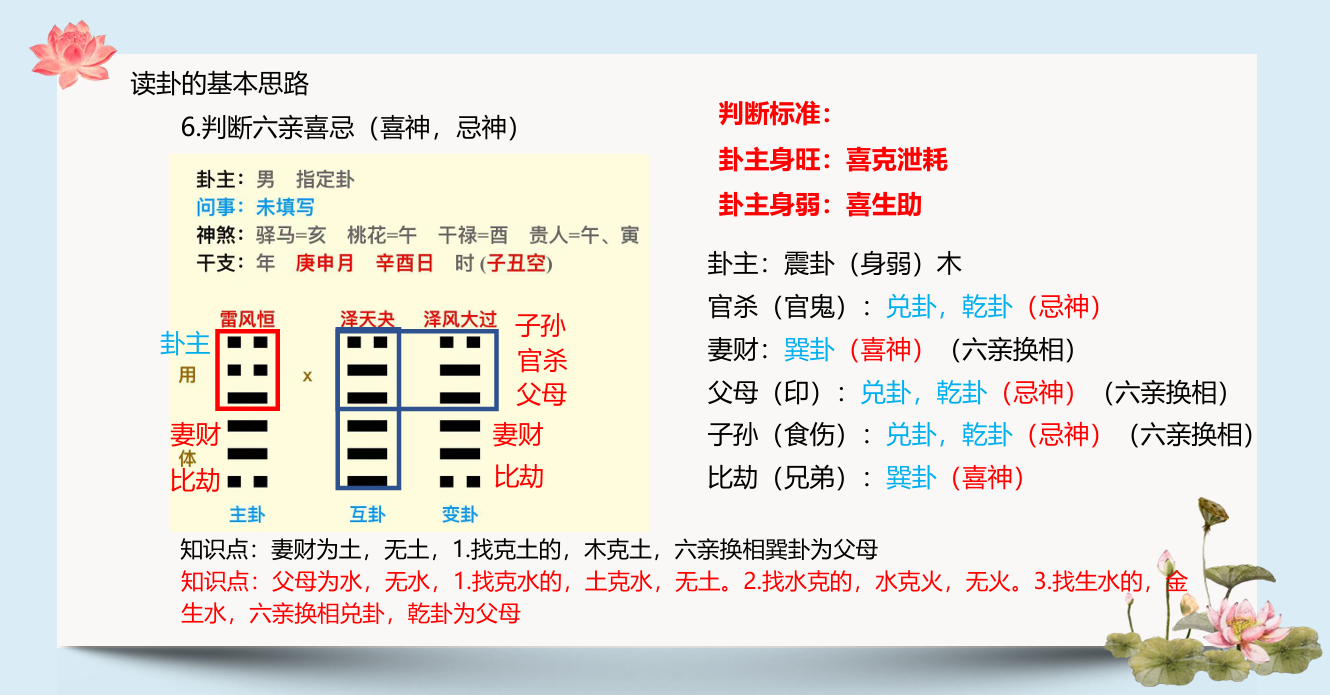 读卦的基本思路
6.判断六亲喜忌（喜神，忌神）
卦主：男 指定卦
问事：未填写
神煞：驿马=亥 桃花=午 干禄=酉 贵人=午、寅
干支：年 庚申月 辛酉日 时 (子丑空)
雷风恒 泽天夬 泽风大过
子孙
卦主
官杀
用 x
父母
妻财 妻财
体
比劫 比劫
主卦 互卦 变卦
判断标准：
卦主身旺：喜克泄耗
卦主身弱：喜生助
卦主：震卦（身弱）木
官杀（官鬼）：兑卦，乾卦（忌神）
妻财：巽卦（喜神）（六亲换相）
父母（印）：兑卦，乾卦（忌神）（六亲换相）
子孙（食伤）：兑卦，乾卦（忌神）（六亲换相）
比劫（兄弟）：巽卦（喜神）
知识点：妻财为土，无土，1.找克土的，木克土，六亲换相巽卦为父母
知识点：父母为水，无水，1.找克水的，土克水，无土。2.找水克的，水克火，无火。3.找生水的，金
生水，六亲换相兑卦，乾卦为父母